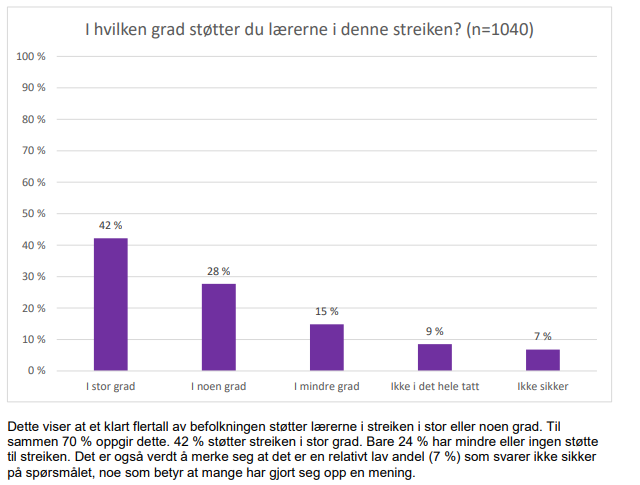 I hvilken grad støtter du lærerne i denne streiken? (n=1040)
100 %
90 %
80 %
70 %
60 %
50 %
40 %
30 %
20 %
10 %
0 %
42 %
28 %
15 %
9 %
7 %
I stor grad
I noen grad
I mindre grad
Ikke i det hele tatt
Ikke sikker
Dette viser at et klart flertall av befolkningen støtter lærerne i streiken i stor eller noen grad. Til
sammen 70 % oppgir dette. 42 % støtter streiken i stor grad. Bare 24 % har mindre eller ingen støtte
til streiken. Det er også verdt å merke seg at det er en relativt lav andel (7 %) som svarer ikke sikker
på spørsmålet, noe som betyr at mange har gjort seg opp en mening.